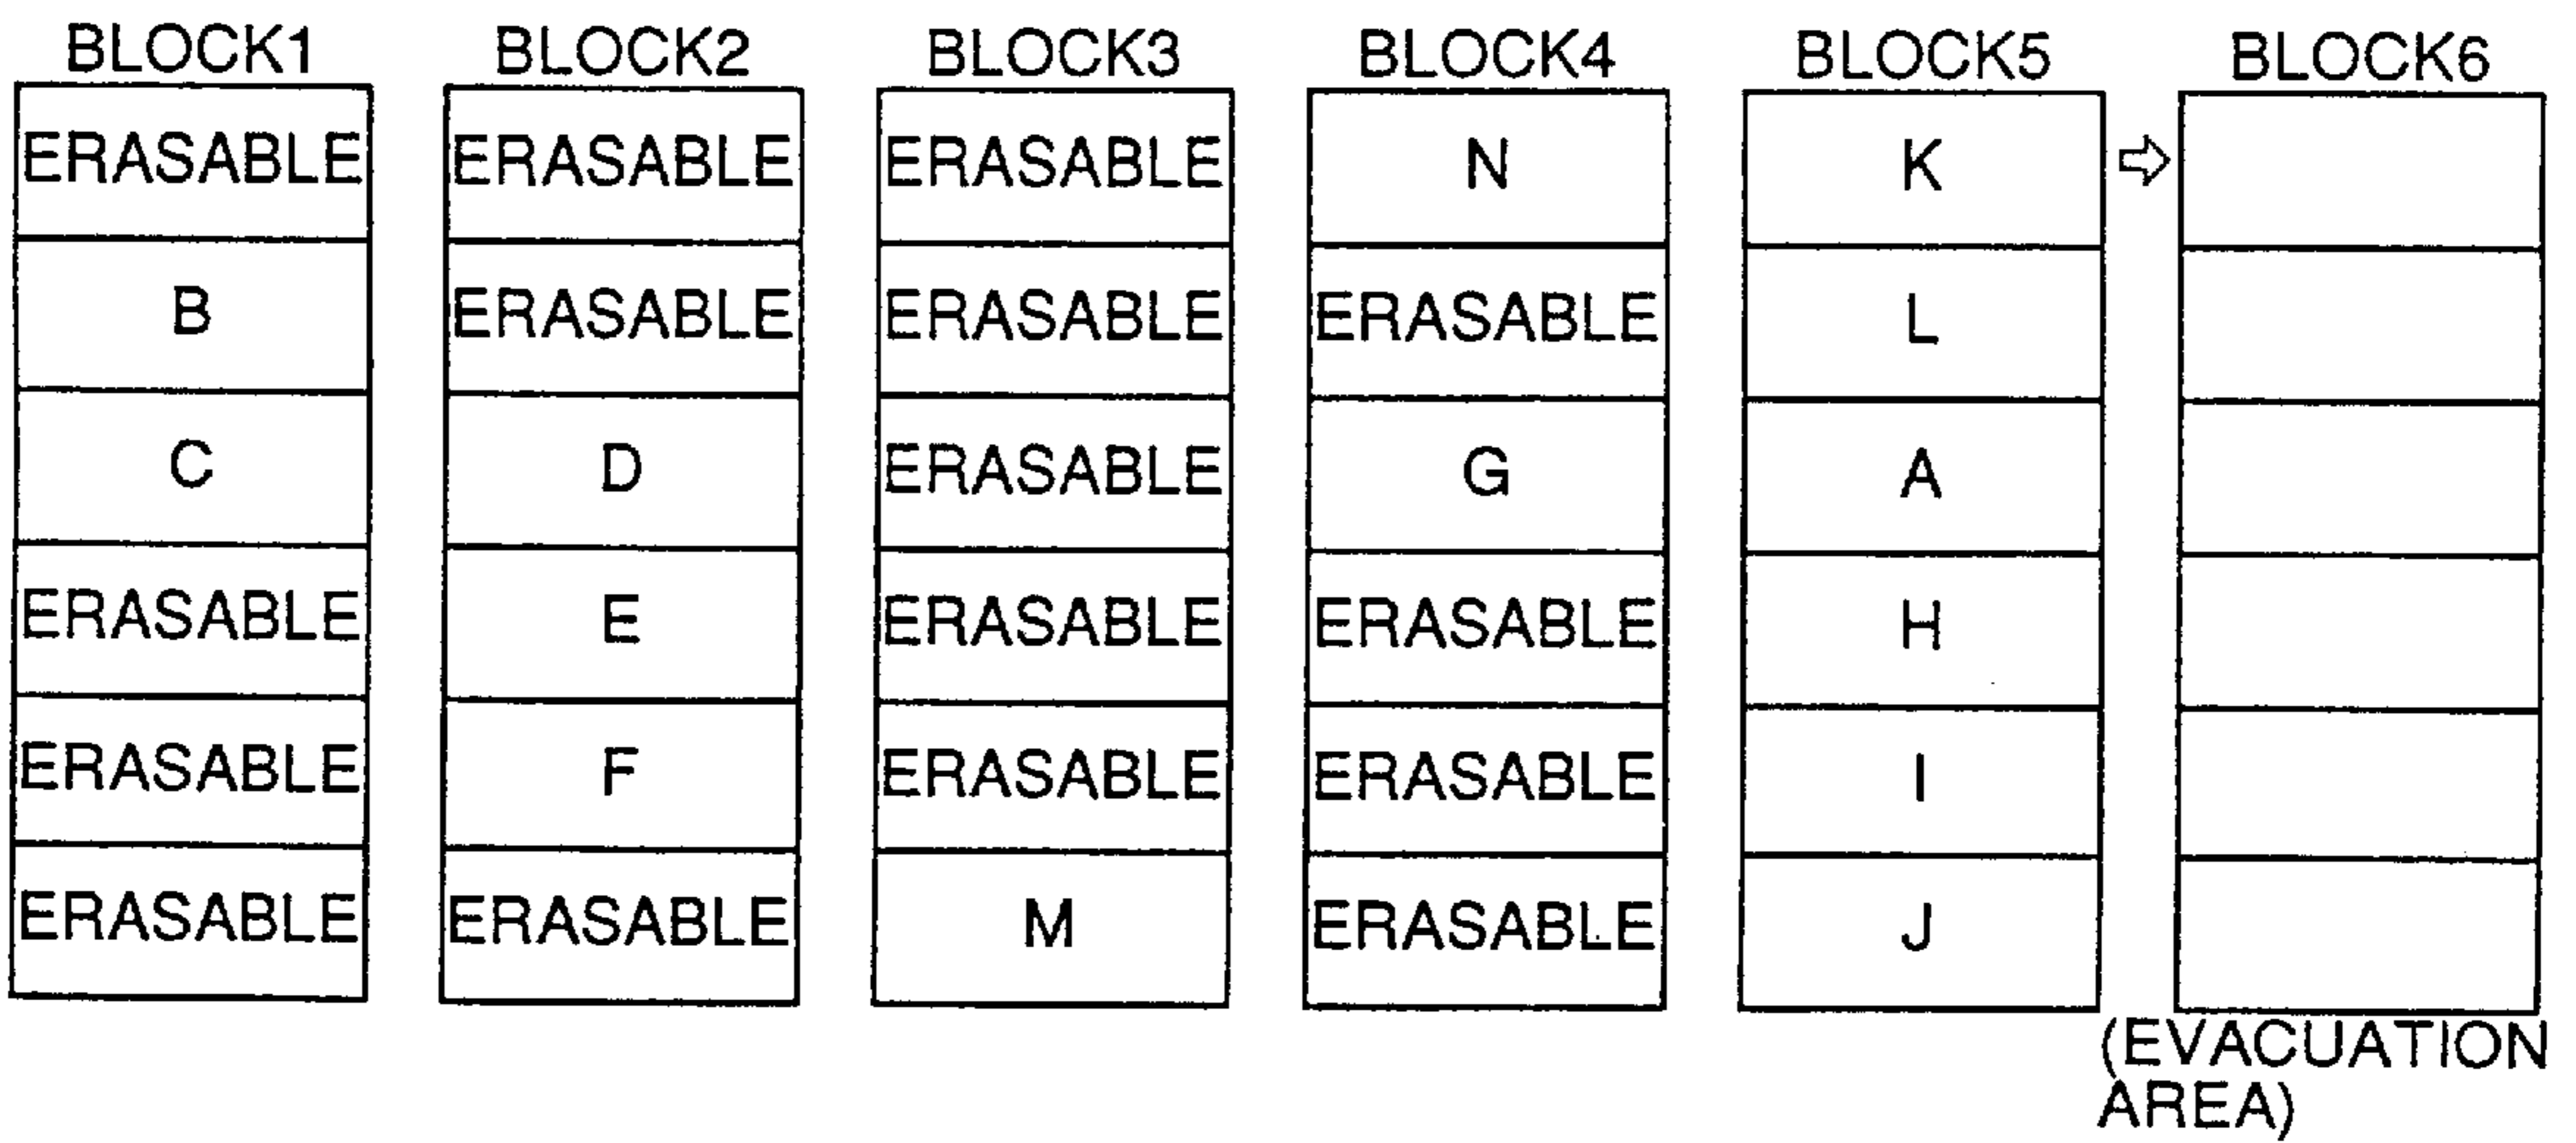 BLOCK1 BLOCK2 BLOCK3 BLOCK4 BLOCK5 BLOCK6
ERASABLE ERASABLE ERASABLE N K
B ERASABLE ERASABLE ERASABLE L
C D ERASABLE G A
ERASABLE E ERASABLE ERASABLE H
ERASABLE F ERASABLE ERASABLE I
ERASABLE ERASABLE M ERASABLE J
(EVACUATION
AREA)